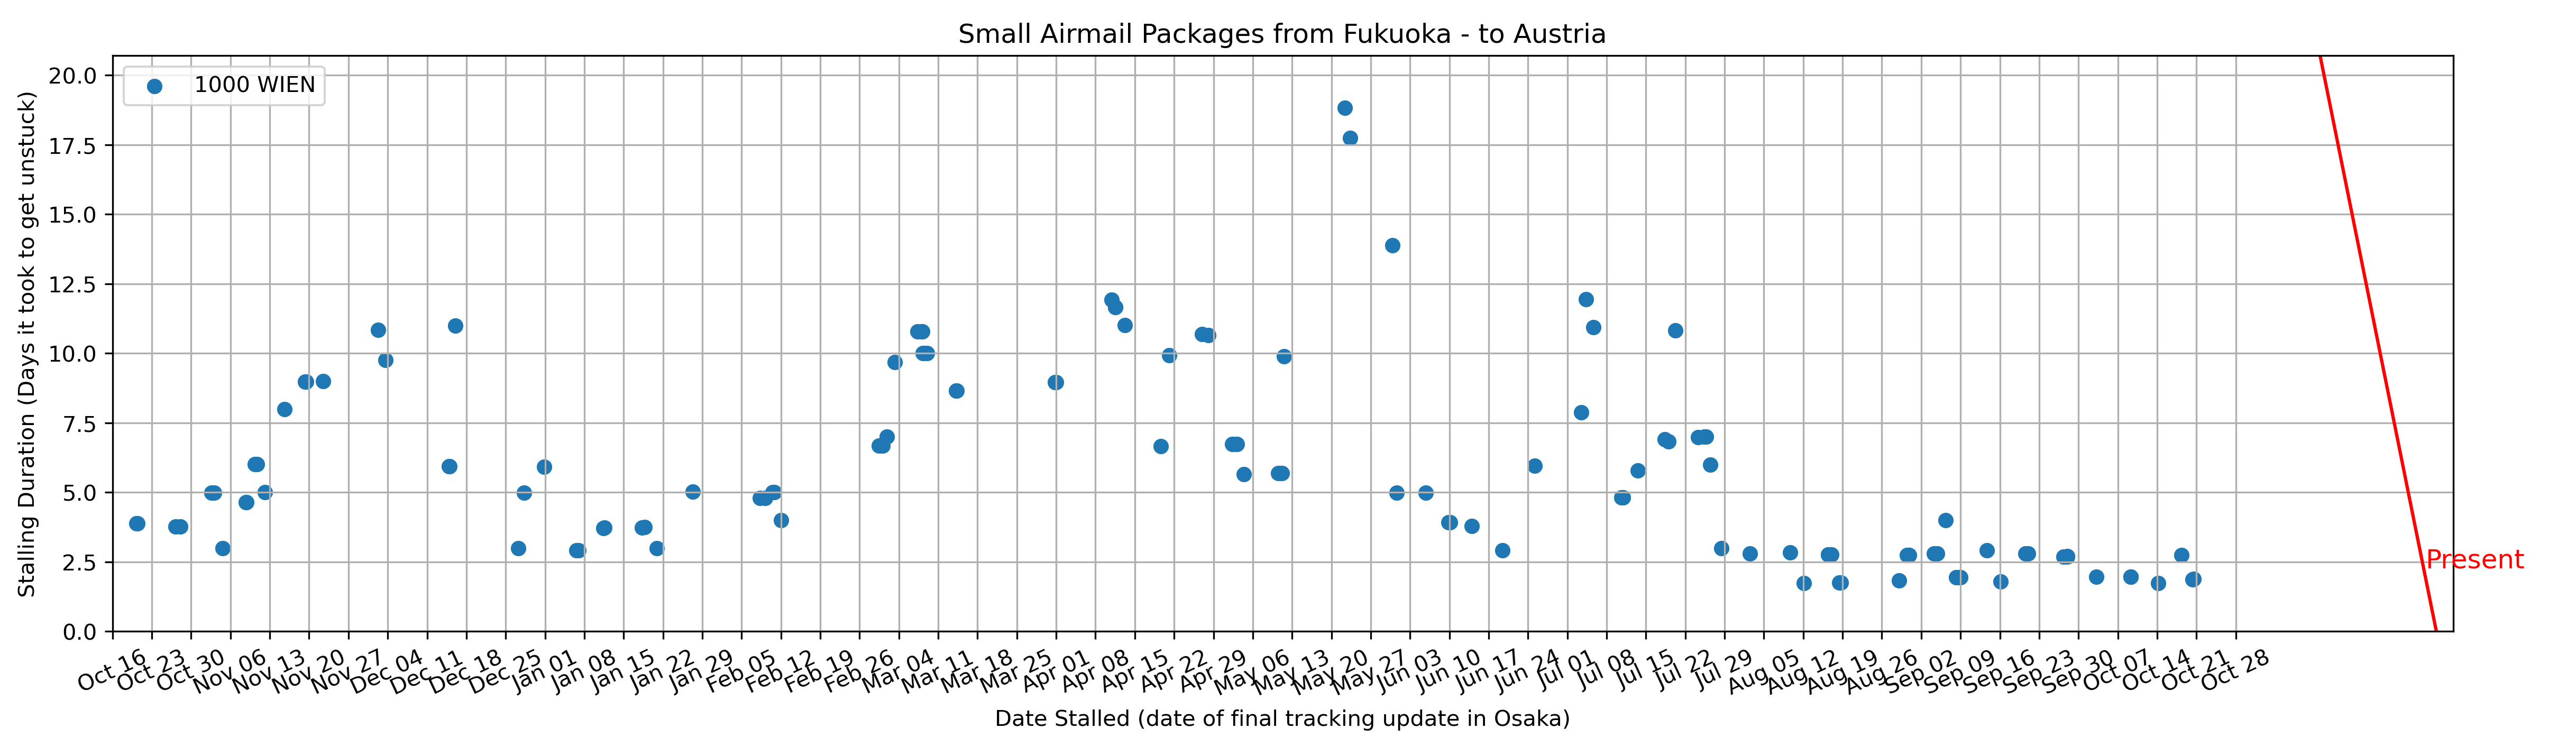 Small Airmail Packages from Fukuoka - to Austria
1000 WIEN
Stalling Duration (Days it took to get unstuck)
20.0
17.5
15.0
12.5
10.0
7.5
5.0
2.5
0.0
Present
Oct 16
Oct 23
Oct 30
Nov 06
Nov 13
Nov 20
Nov 27
Dec 04
Dec 11
Dec 18
Dec 25
Jan 01
Jan 08
Jan 15
Jan 22
Jan 29
Feb 05
Feb 12
Feb 19
Feb 26
Mar 04
Mar 11
Mar 18
Mar 25
Apr 01
Apr 08
Apr 15
Apr 22
Apr 29
May 06
May 13
May 20
May 27
Jun 03
Jun 10
Jun 17
Jun 24
Jul 01
Jul 08
Jul 15
Jul 22
Jul 29
Aug 05
Aug 12
Aug 19
Aug 26
Sep 02
Sep 09
Sep 16
Sep 23
Sep 30
Oct 07
Oct 14
Oct 21
Oct 28
Date Stalled (date of final tracking update in Osaka)